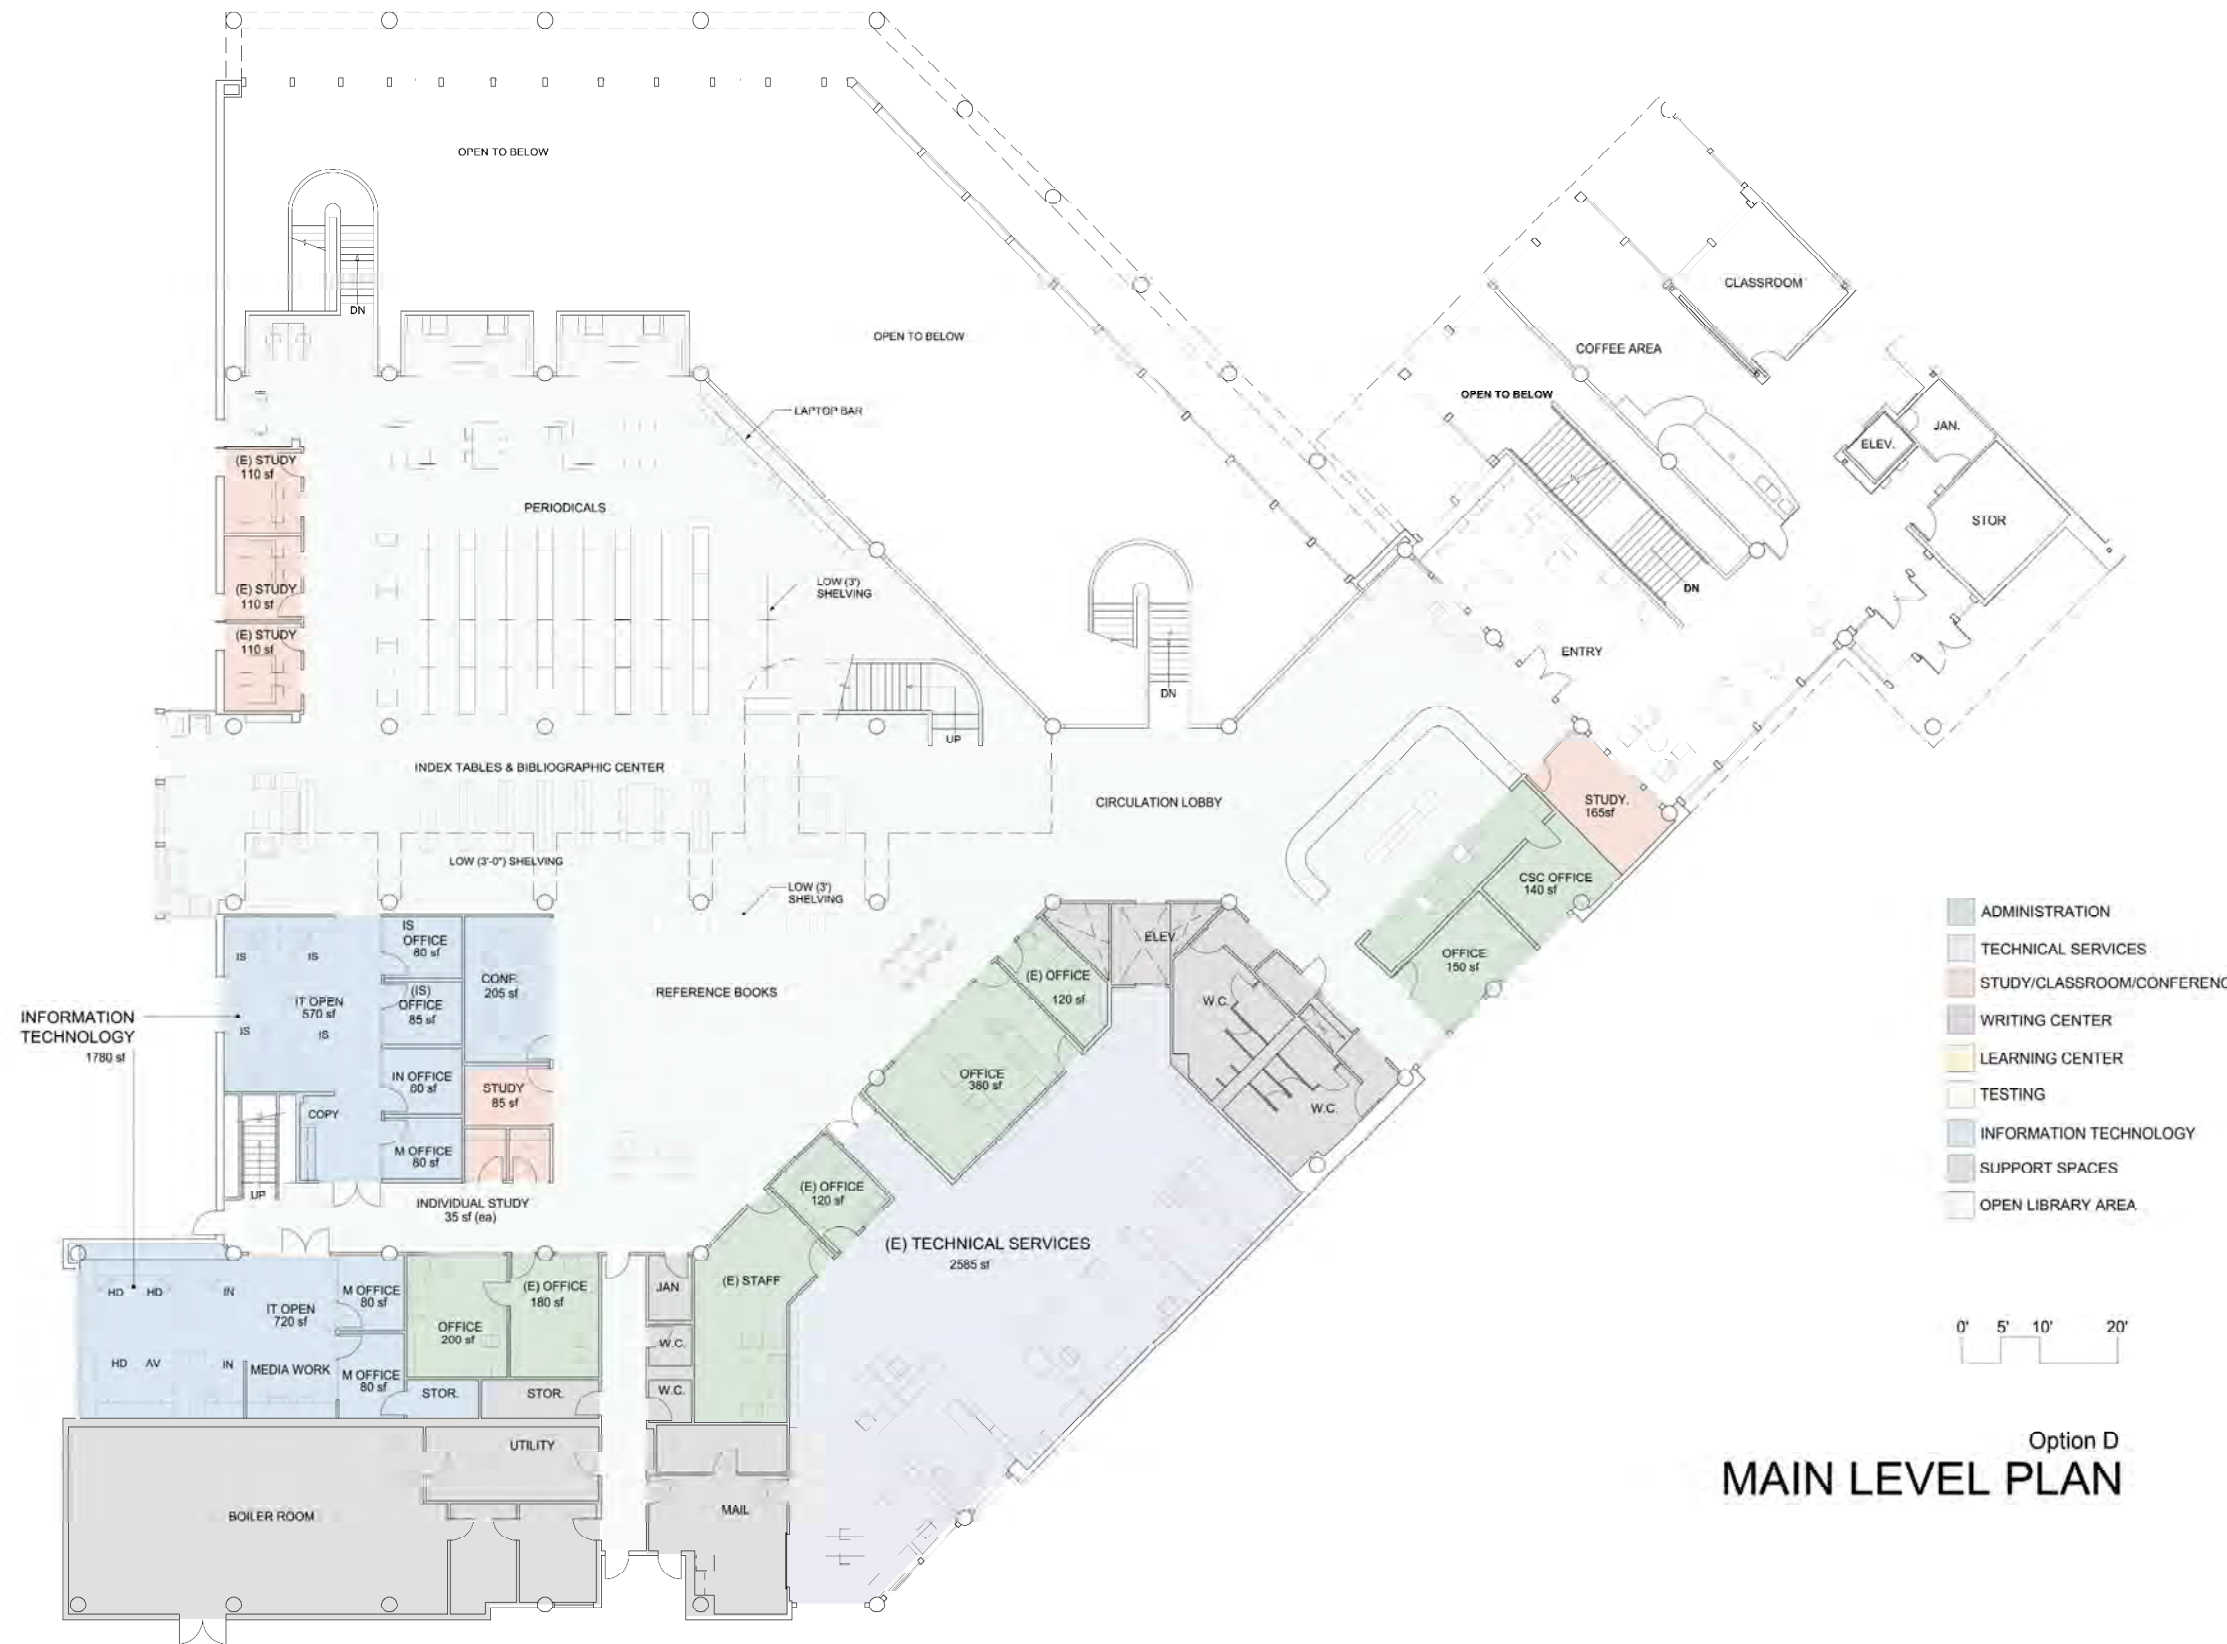 OPEN TO BELOW
OPEN TO BELOW
CLASSROOM
COFFEE AREA
OPEN TO BELOW
DN
LAPTOP BAR
JAN.
ELEV.
STOR
(E) STUDY
110 sf
PERIODICALS
(E) STUDY
110 sf
LOW (3')
SHELVING
DN
(E) STUDY
110 sf
ENTRY
DN
UP
INDEX TABLES & BIBLIOGRAPHIC CENTER
CIRCULATION LOBBY
STUDY.
165sf
LOW (3'-0") SHELVING
LOW (3')
SHELVING
CSC OFFICE
140 sf
IS
OFFICE
80 sf
IS
IS
CONF.
205 sf
ELEV.
OFFICE
150 sf
(E) OFFICE
120 sf
REFERENCE BOOKS
(IS)
OFFICE
85 sf
IT OPEN
570 sf
IS
IS
W.C.
INFORMATION
TECHNOLOGY
1780 sf
IN OFFICE
80 sf
STUDY
85 sf
OFFICE
380 sf
COPY
W.C.
M OFFICE
80 sf
UP
INDIVIDUAL STUDY
35 sf (ea)
(E) OFFICE
120 sf
(E) TECHNICAL SERVICES
2585 sf
HD
HD
IN
M OFFICE
80 sf
(E) OFFICE
180 sf
JAN
(E) STAFF
IT OPEN
720 sf
OFFICE
200 sf
W.C.
HD
AV
IN
MEDIA WORK
M OFFICE
80 sf
STOR.
STOR.
W.C.
UTILITY
BOILER ROOM
MAIL
ADMINISTRATION
TECHNICAL SERVICES
STUDY/CLASSROOM/CONFERENC
WRITING CENTER
LEARNING CENTER
TESTING
INFORMATION TECHNOLOGY
SUPPORT SPACES
OPEN LIBRARY AREA
0' 5' 10' 20'
Option D
MAIN LEVEL PLAN